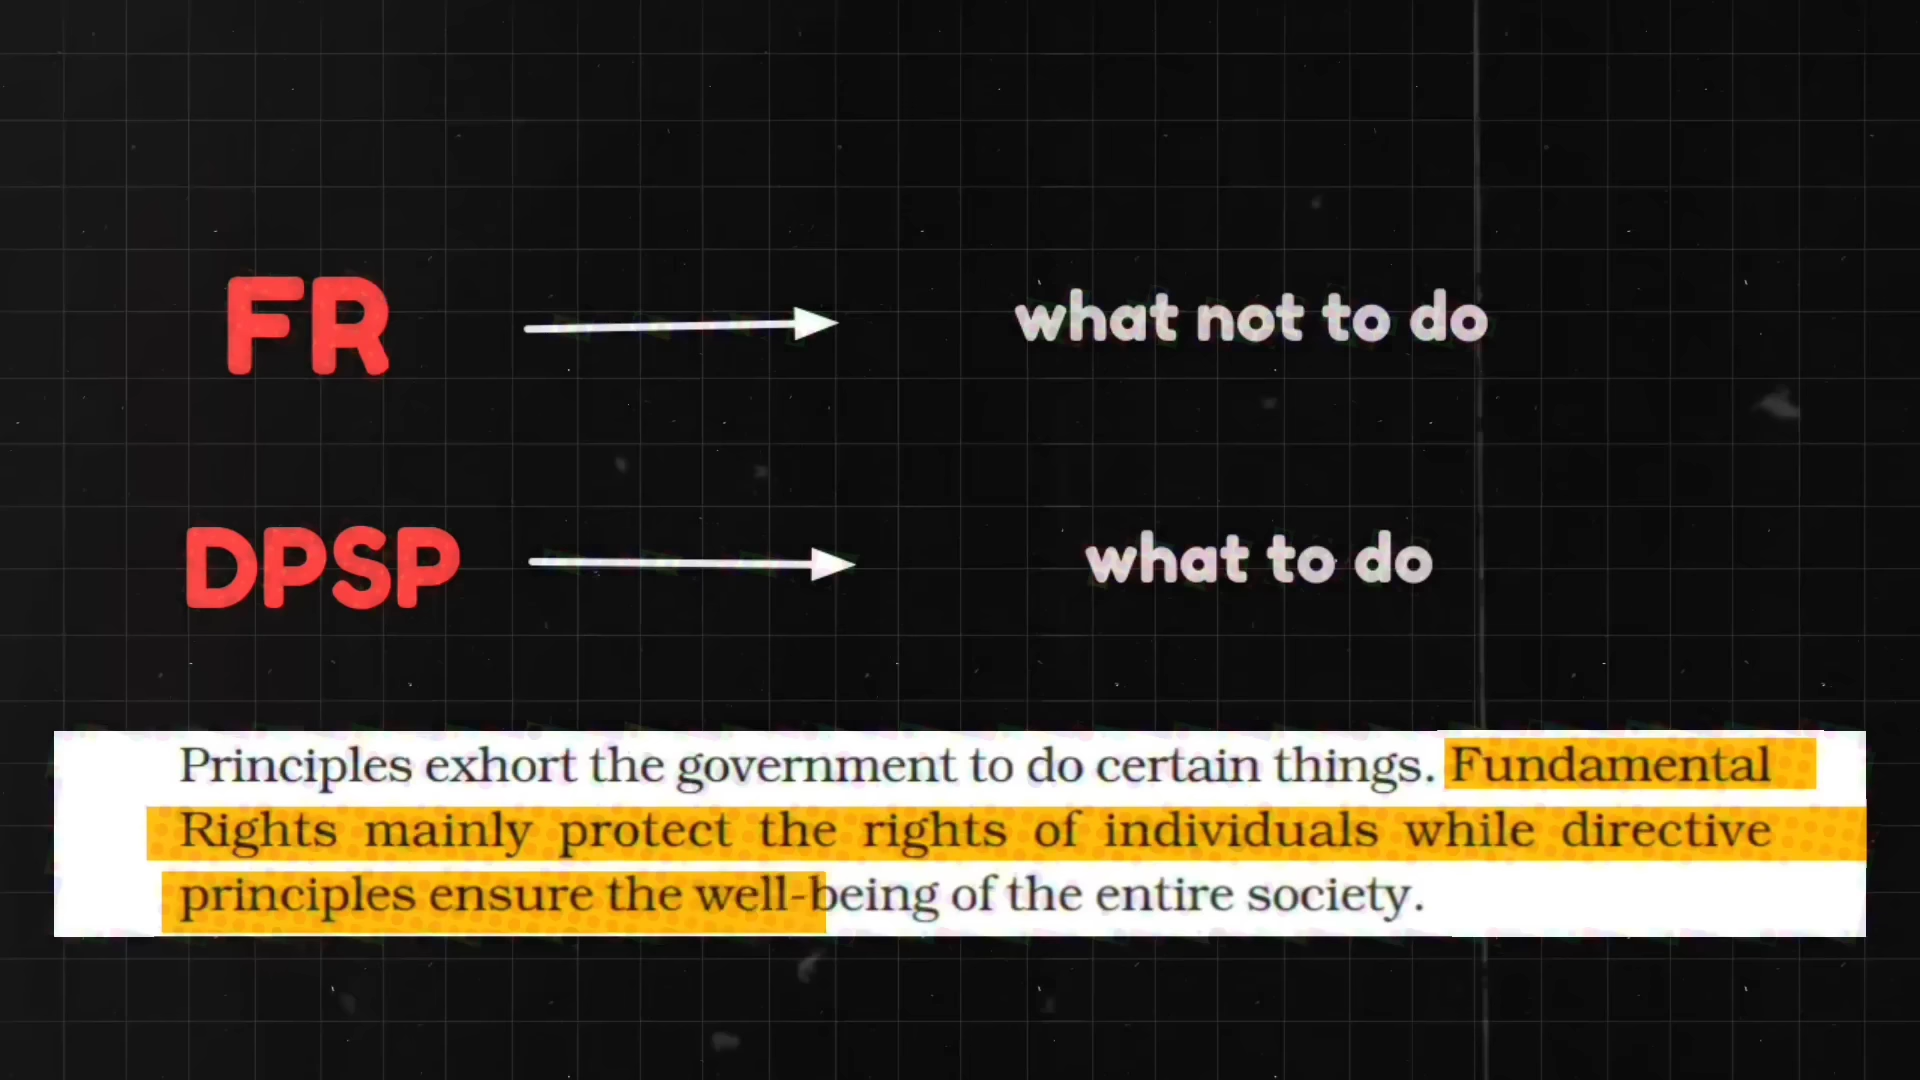 FR
what not to do
DPSP
what to do
Principles exhort the government to do certain things. Fundamental
Rights mainly protect the rights of individuals while directive
principles ensure the well-being of the entire society.